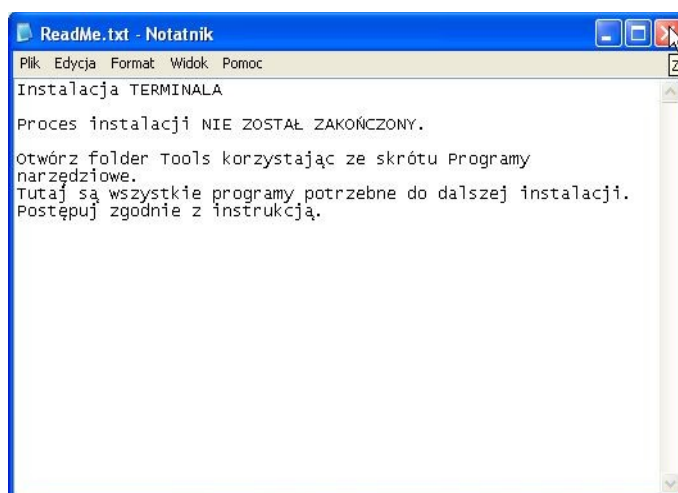 ReadMe.txt - Notatnik
Plik Edycja Format Widok Pomoc
Instalacja TERMINALA
Proces instalacji NIE ZOSTAŁ ZAKOŃCZONY.
Otwórz folder Tools korzystając ze skrótu Programy
narzędziowe.
Tutaj są wszystkie programy potrzebne do dalszej instalacji.
Postępuj zgodnie z instrukcją.